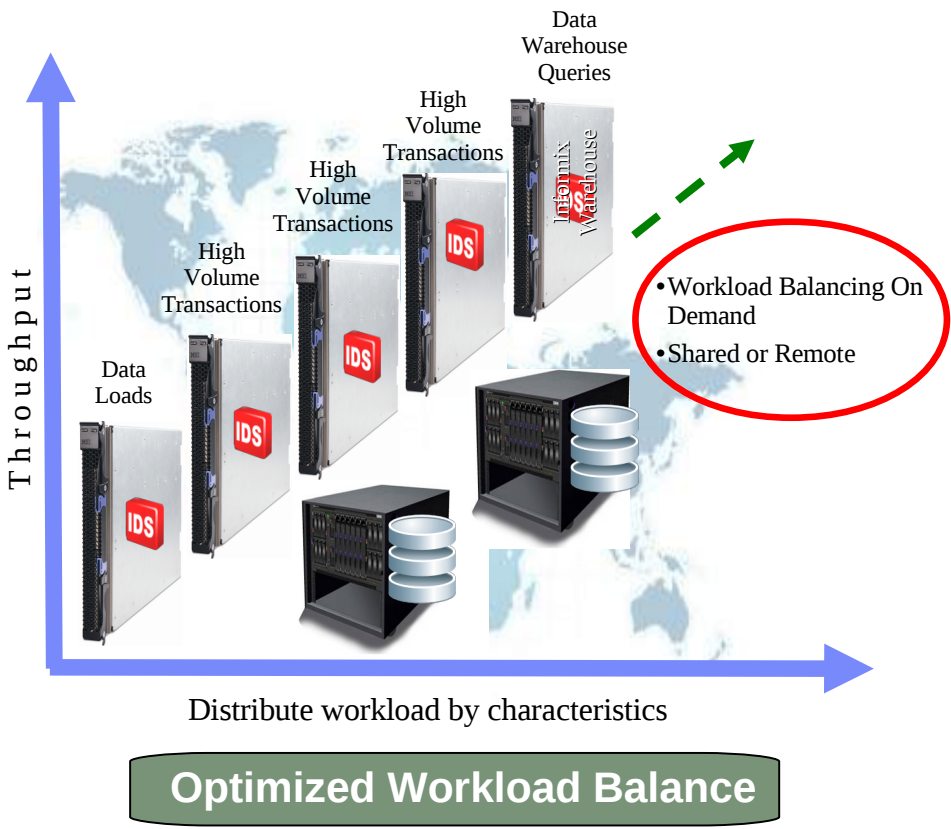 Data
Warehouse
Queries
High
Volume
Transactions
High
Volume
Transactions
High
Volume
Transactions
Data
Loads
Informix
Warehouse
IDS
IDS
IDS
IDS
IDS
Throughput
•Workload Balancing On
Demand
•Shared or Remote
Distribute workload by characteristics
Optimized Workload Balance